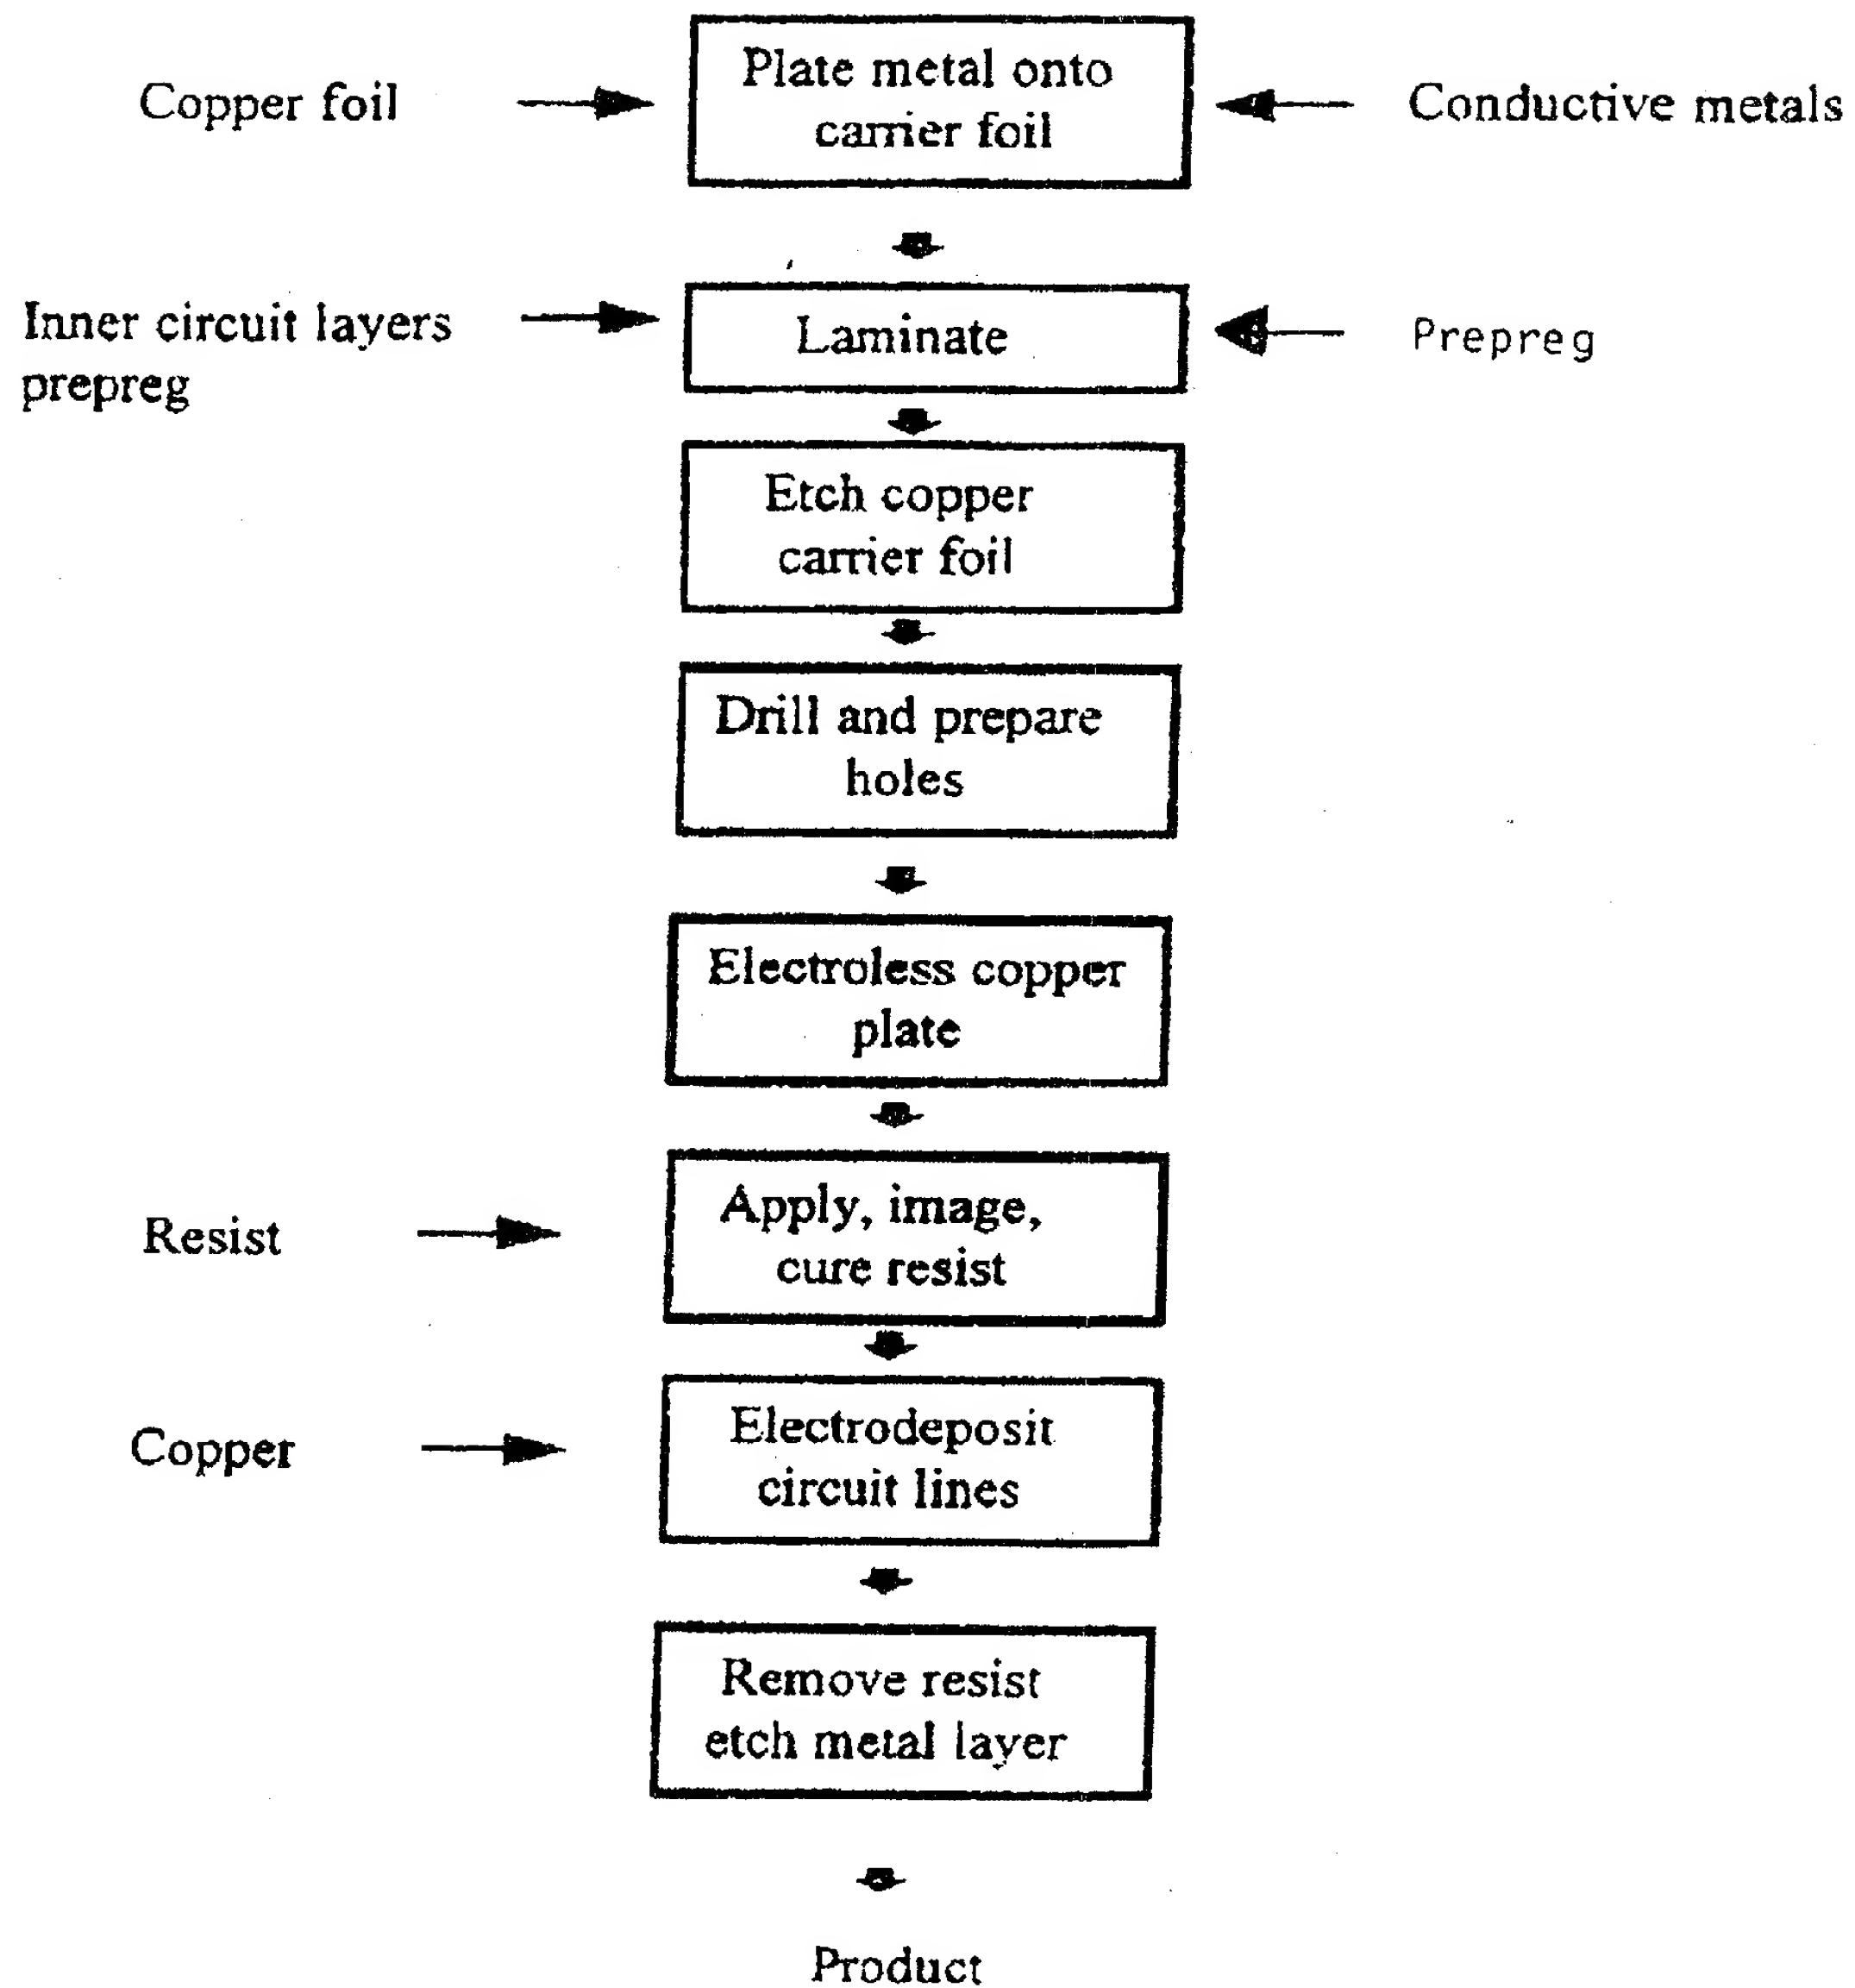 Plate metal onto
carrier foil
Copper foil
Conductive metals
Inner circuit layers
prepreg
Laminate
Prepreg
Etch copper
carrier foil
Drill and prepare
holes
Electroless copper
plate
Resist
Apply, image,
cure resist
Copper
Electrodeposit
circuit lines
Remove resist
etch metal layer
Product